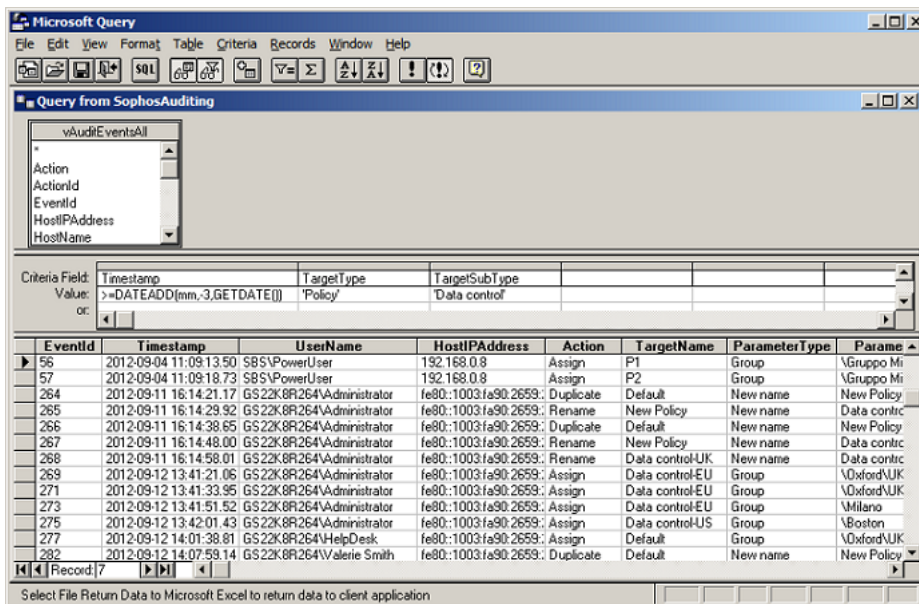 Microsoft Query
File Edit View Format Table Criteria Records Window Help
SQL
Query from SophosAuditing
vAuditEventsAll
*
Action
ActionId
EventId
HostIPAddress
HostName
Criteria Field: Timestamp TargetType TargetSubType
Value: >=DATEADD(mm,-3,GETDATE()) 'Policy' 'Data control'
or:
EventId Timestamp UserName HostIPAddress Action TargetName ParameterType Parame
56 2012-09-04 11:09:13.50 SBS\PowerUser 192.168.0.8 Assign P1 Group \Gruppo Mi
57 2012-09-04 11:09:18.73 SBS\PowerUser 192.168.0.8 Assign P2 Group \Gruppo Mi
264 2012-09-11 16:14:21.17 GS22K8R264\Administrator fe80::1003:fa90:2659: Duplicate Default New name New Policy
265 2012-09-11 16:14:29.92 GS22K8R264\Administrator fe80::1003:fa90:2659: Rename New Policy New name Data contrc
266 2012-09-11 16:14:38.65 GS22K8R264\Administrator fe80::1003:fa90:2659: Duplicate Default New name New Policy
267 2012-09-11 16:14:48.00 GS22K8R264\Administrator fe80::1003:fa90:2659: Rename New Policy New name Data contrc
268 2012-09-11 16:14:58.01 GS22K8R264\Administrator fe80::1003:fa90:2659: Rename Data control-UK New name Data contrc
269 2012-09-12 13:41:21.06 GS22K8R264\Administrator fe80::1003:fa90:2659: Assign Data control-EU Group \Oxford\UK
271 2012-09-12 13:41:33.95 GS22K8R264\Administrator fe80::1003:fa90:2659: Assign Data control-EU Group \Oxford\UK
273 2012-09-12 13:41:51.52 GS22K8R264\Administrator fe80::1003:fa90:2659: Assign Data control-EU Group \Milano
275 2012-09-12 13:42:01.43 GS22K8R264\Administrator fe80::1003:fa90:2659: Assign Data control-US Group \Boston
277 2012-09-12 14:01:38.81 GS22K8R264\HelpDesk fe80::1003:fa90:2659: Assign Default Group \Oxford\UK
282 2012-09-12 14:07:59.14 GS22K8R264\Valerie Smith fe80::1003:fa90:2659: Duplicate Default New name New Policy
Record: 7
Select File Return Data to Microsoft Excel to return data to client application